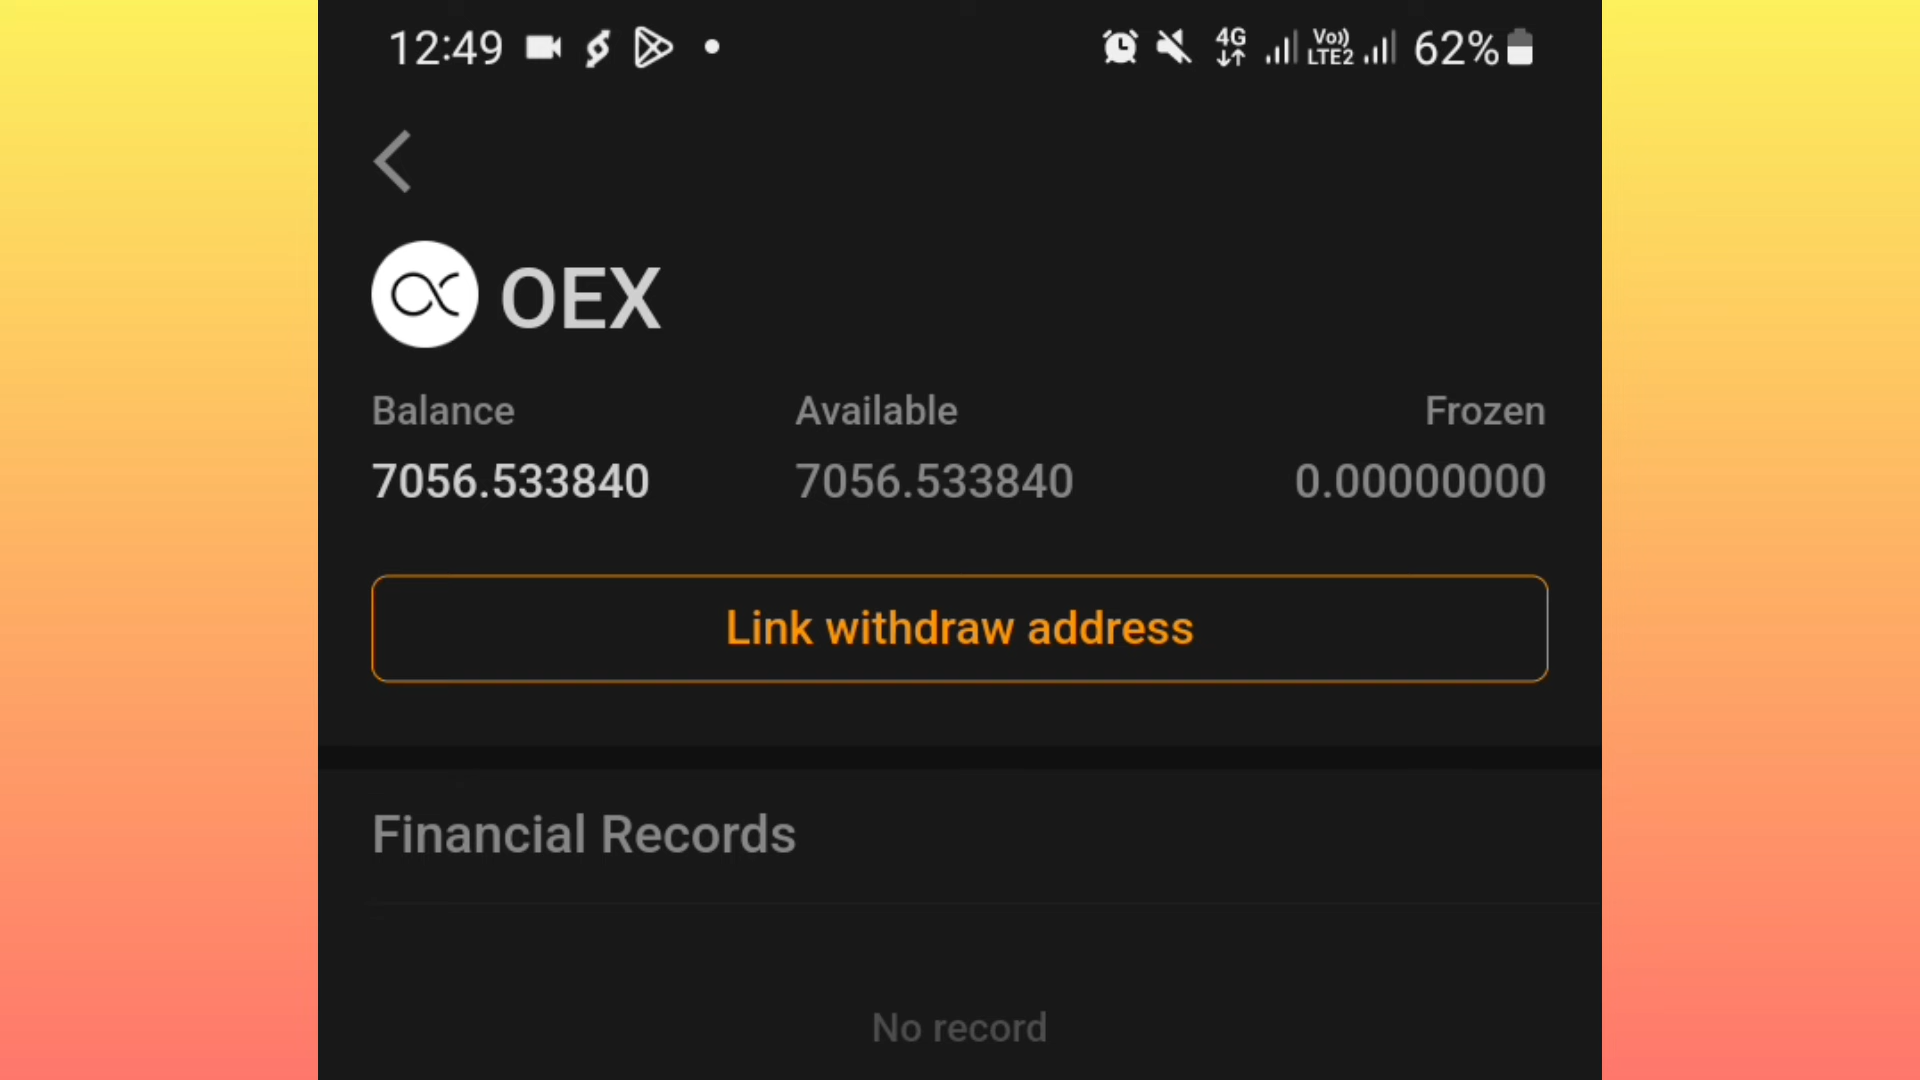 12:49 4G Vo)) LTE2 62%
OEX
Balance Available Frozen
7056.533840 7056.533840 0.00000000
Link withdraw address
Financial Records
No record